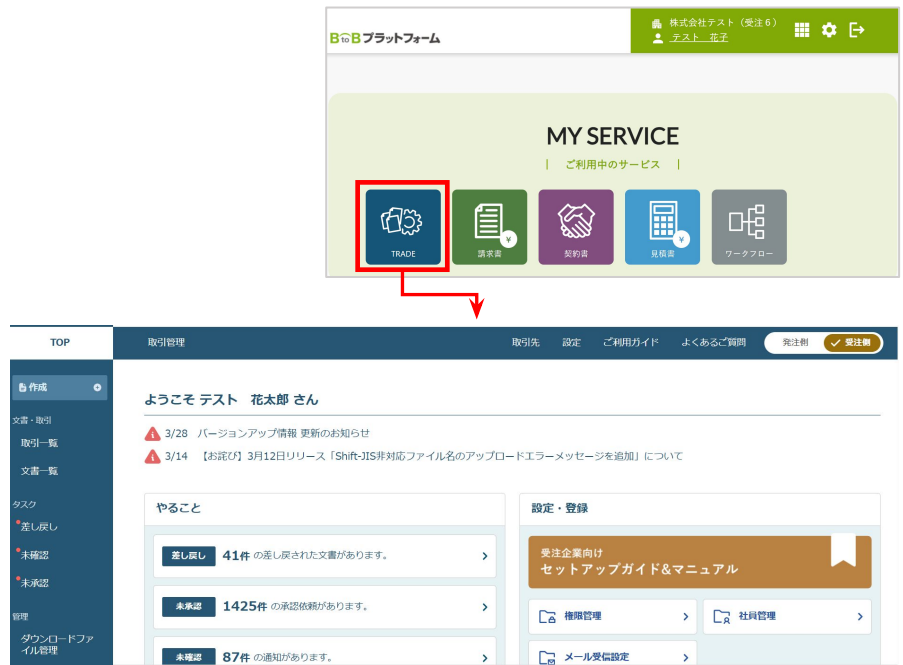 BtoBプラットフォーム
株式会社テスト（受注６）
テスト 花子
MY SERVICE
ご利用中のサービス
TRADE
請求書
契約書
見積書
ワークフロー
TOP
取引管理
取引先
設定
ご利用ガイド
よくあるご質問
発注側
受注側
作成
文書・取引
取引一覧
文書一覧
タスク
差し戻し
未確認
未承認
管理
ダウンロードファ
イル管理
ようこそ テスト 花太郎 さん
3/28 バージョンアップ情報 更新のお知らせ
3/14 【お詫び】3月12日リリース「Shift-JIS非対応ファイル名のアップロードエラーメッセージを追加」について
やること
差し戻し 41件 の差し戻された文書があります。
未承認 1425件 の承認依頼があります。
未確認 87件 の通知があります。
設定・登録
受注企業向け
セットアップガイド&マニュアル
権限管理
社員管理
メール受信設定